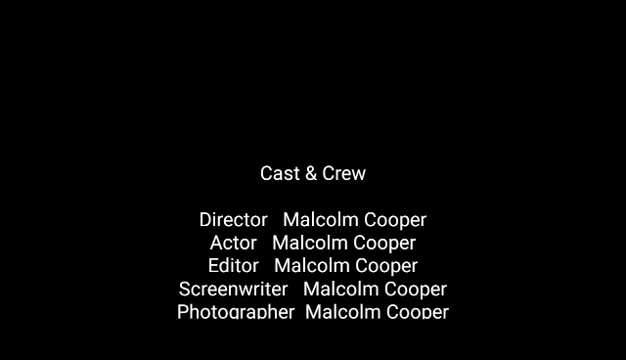 Cast & Crew
Director Malcolm Cooper
Actor Malcolm Cooper
Editor Malcolm Cooper
Screenwriter Malcolm Cooper
Photographer Malcolm Cooper